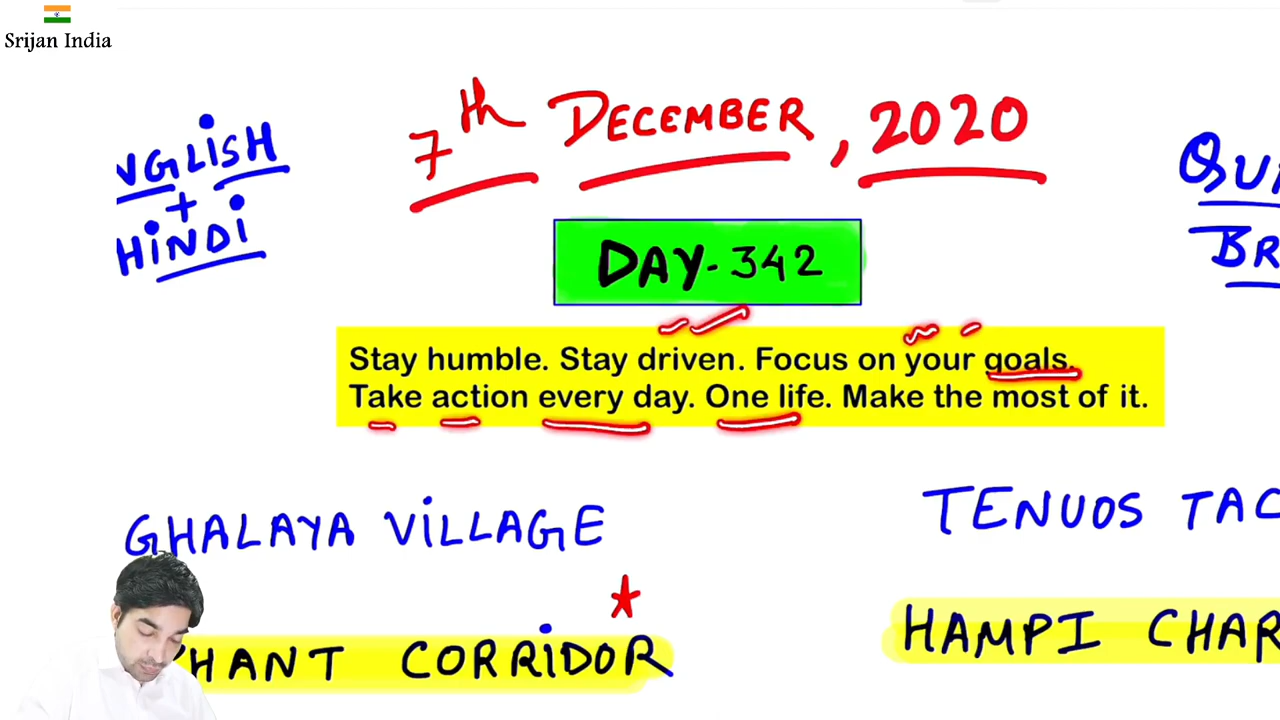 Srijan India
7th DECEMBER, 2020
NGLiSH
+
HiNDi
DAY-342
Stay humble. Stay driven. Focus on your goals.
Take action every day. One life. Make the most of it.
GHALAYA ViLLAGE
TENUOS TAC
HANT CORRiDOR
HAMPI CHAR